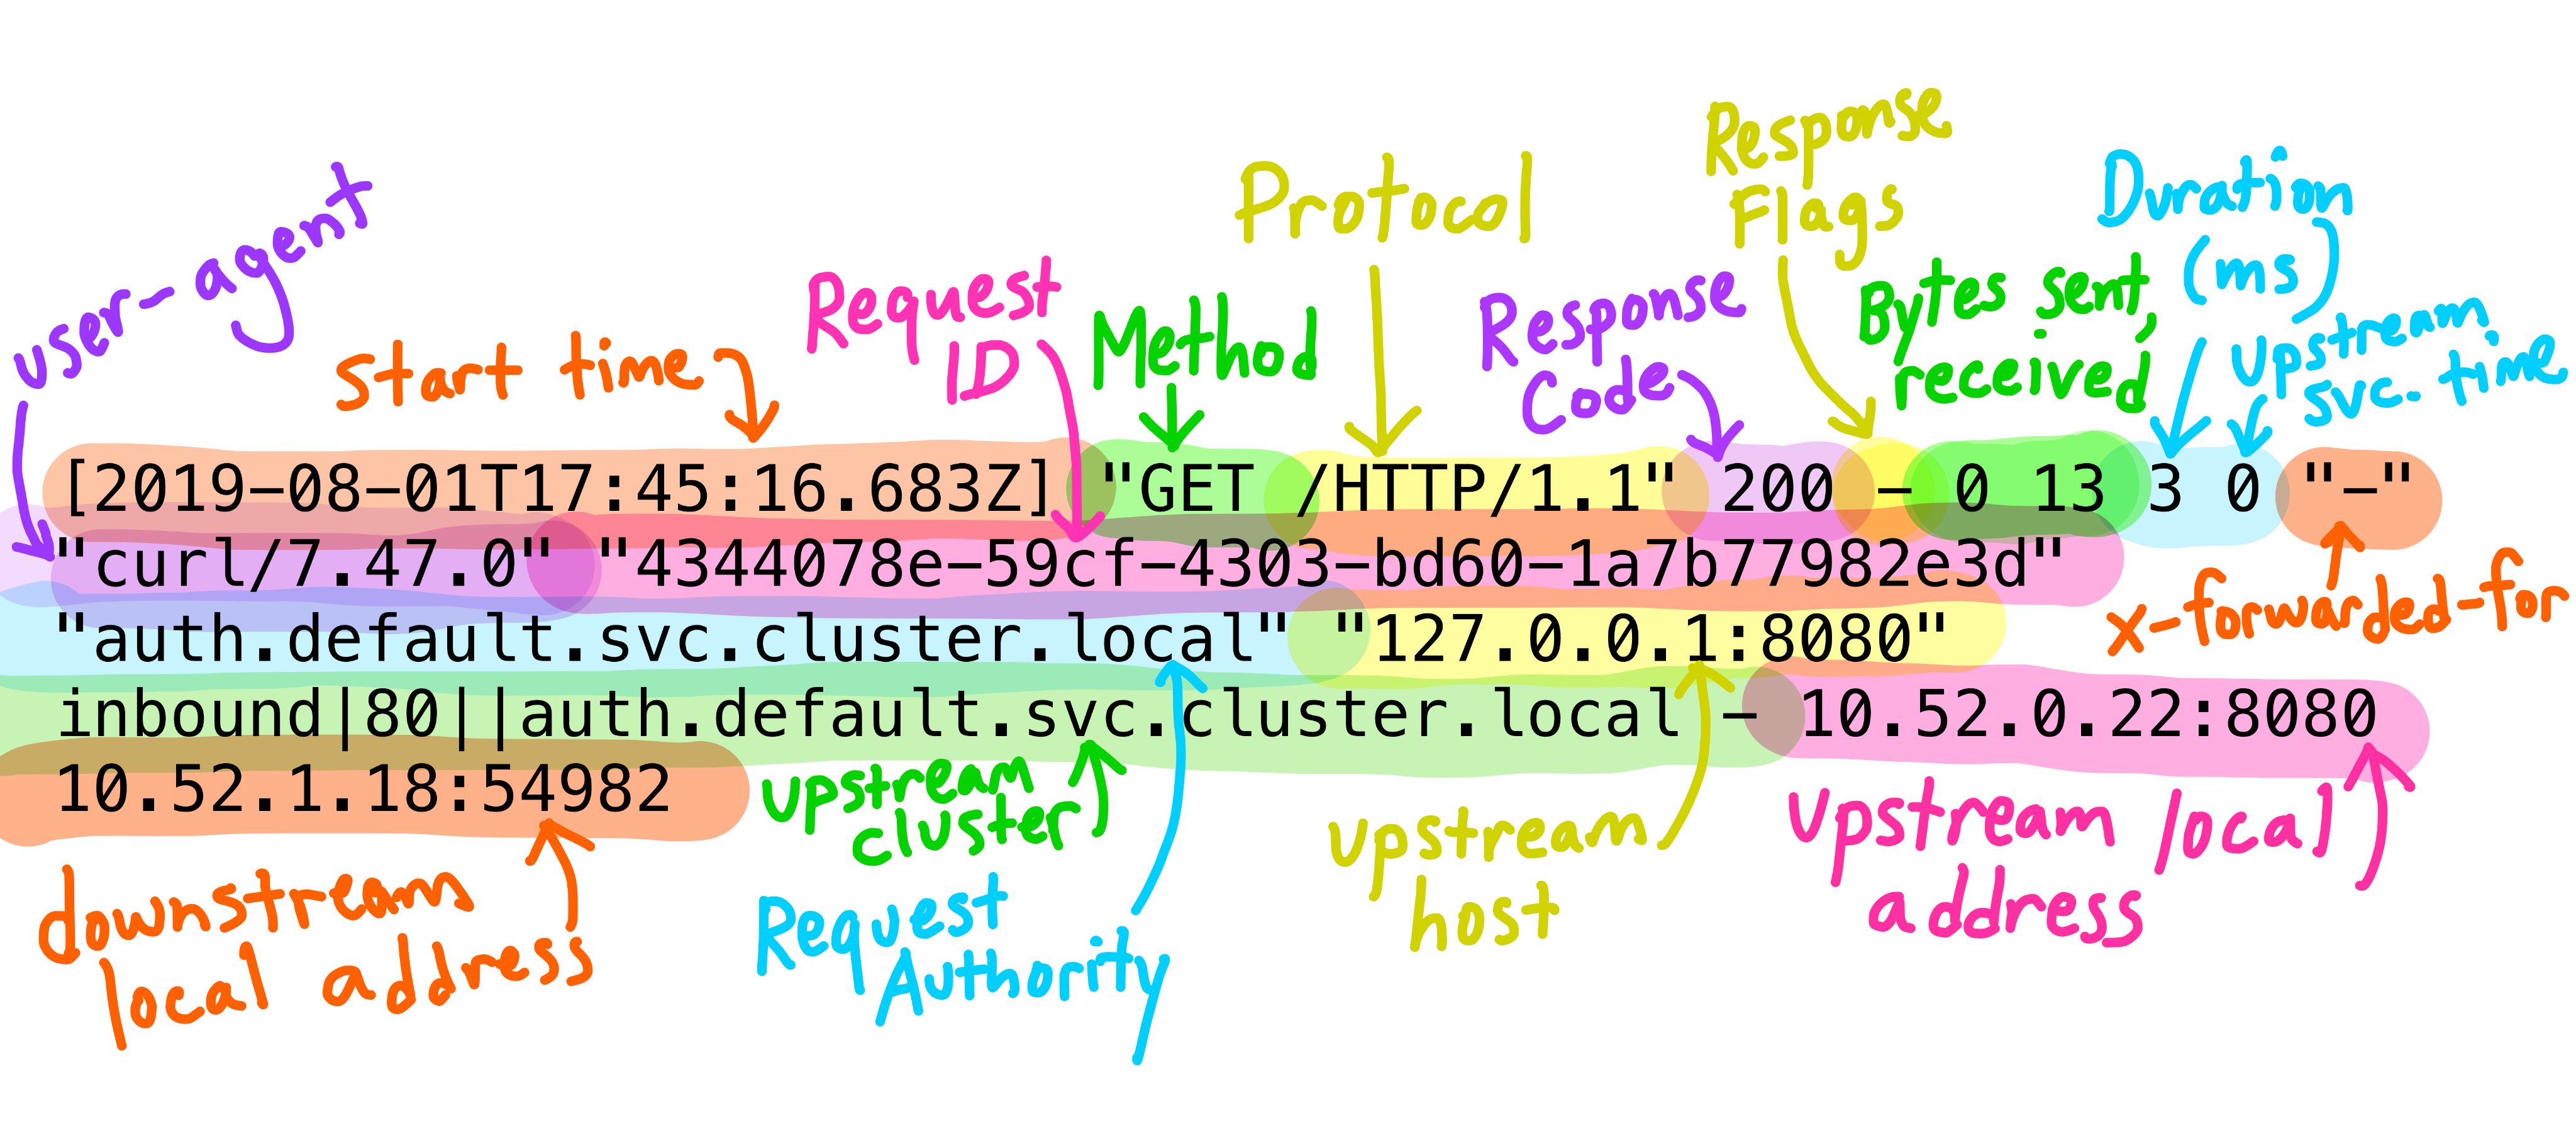 Response
Flags
Protocol
Duration
(ms)
user-agent
Request
ID
Method
Response
Code
Bytes sent,
received
upstream
svc. time
start time
[2019-08-01T17:45:16.683Z] "GET /HTTP/1.1" 200 - 0 13 3 0 "-"
"curl/7.47.0" "4344078e-59cf-4303-bd60-1a7b77982e3d"
x-forwarded-for
"auth.default.svc.cluster.local" "127.0.0.1:8080"
inbound|80||auth.default.svc.cluster.local - 10.52.0.22:8080
10.52.1.18:54982
upstream
cluster
upstream
host
upstream local
address
downstream
local address
Request
Authority